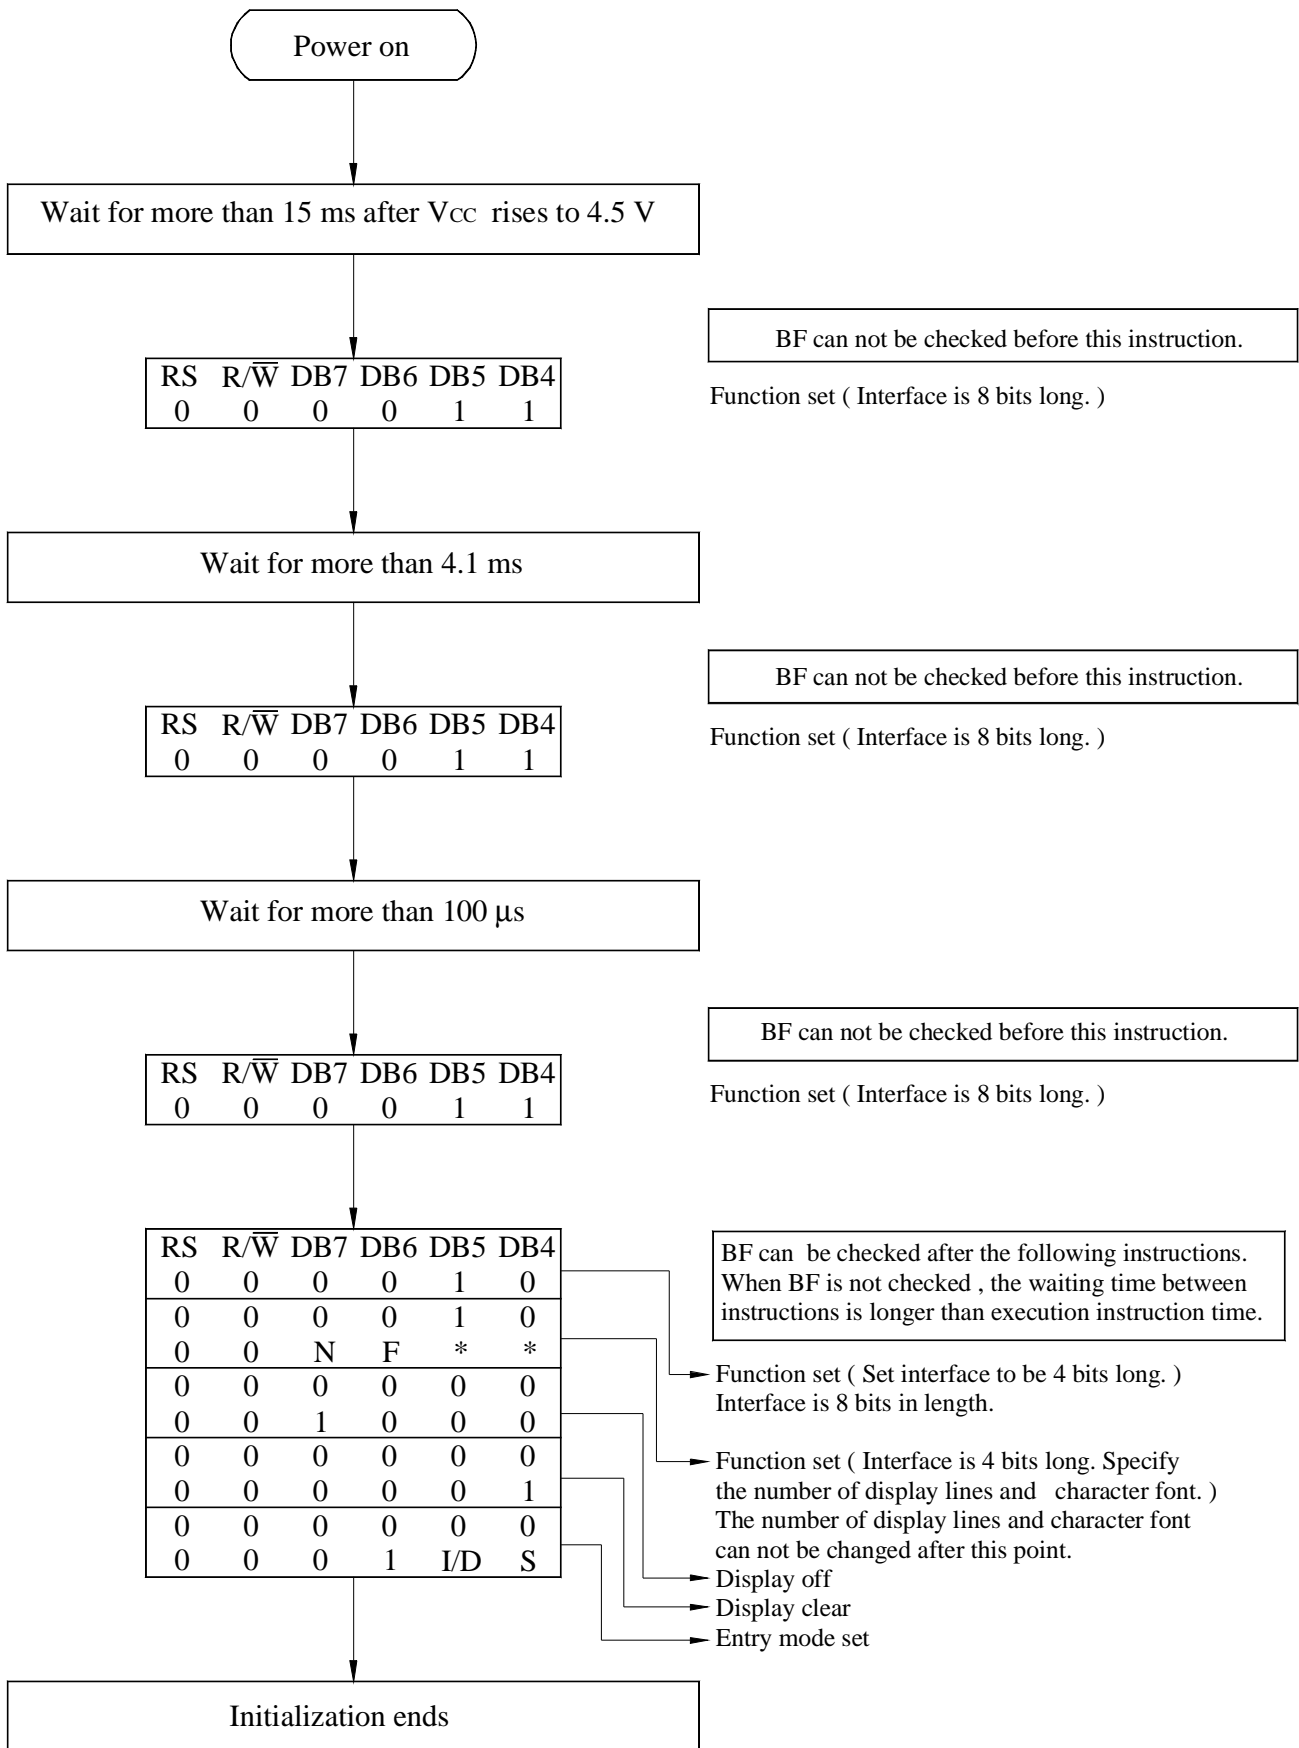 Power on
Wait for more than 15 ms after VCC rises to 4.5 V
BF can not be checked before this instruction.
RS R/W̅ DB7 DB6 DB5 DB4
0 0 0 0 1 1
Function set ( Interface is 8 bits long. )
Wait for more than 4.1 ms
BF can not be checked before this instruction.
RS R/W̅ DB7 DB6 DB5 DB4
0 0 0 0 1 1
Function set ( Interface is 8 bits long. )
Wait for more than 100 µs
BF can not be checked before this instruction.
RS R/W̅ DB7 DB6 DB5 DB4
0 0 0 0 1 1
Function set ( Interface is 8 bits long. )
RS R/W̅ DB7 DB6 DB5 DB4
0 0 0 0 1 0
0 0 0 0 1 0
0 0 N F * *
0 0 0 0 0 0
0 0 1 0 0 0
0 0 0 0 0 0
0 0 0 0 0 1
0 0 0 0 0 0
0 0 0 1 I/D S
BF can be checked after the following instructions.
When BF is not checked , the waiting time between
instructions is longer than execution instruction time.
Function set ( Set interface to be 4 bits long. )
Interface is 8 bits in length.
Function set ( Interface is 4 bits long. Specify
the number of display lines and character font. )
The number of display lines and character font
can not be changed after this point.
Display off
Display clear
Entry mode set
Initialization ends